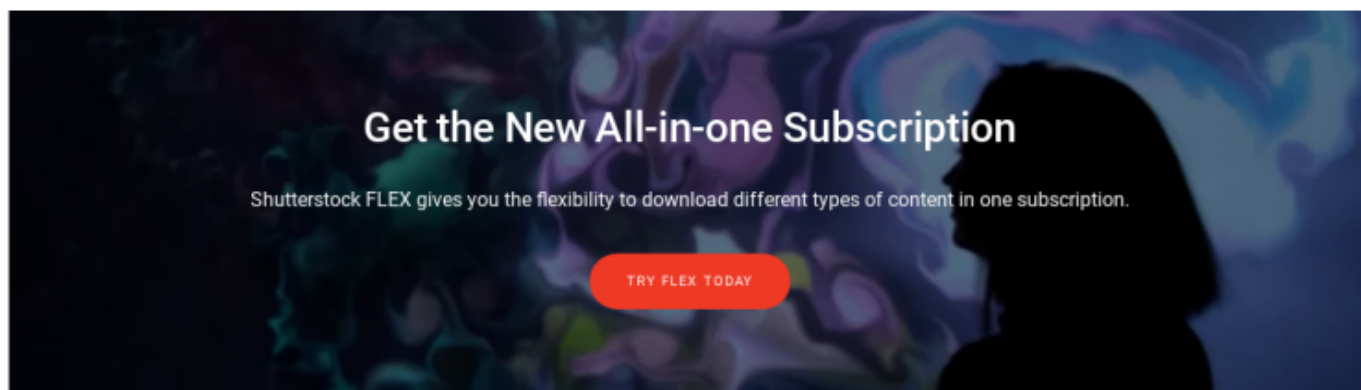 Get the New All-in-one Subscription
Shutterstock FLEX gives you the flexibility to download different types of content in one subscription.
TRY FLEX TODAY